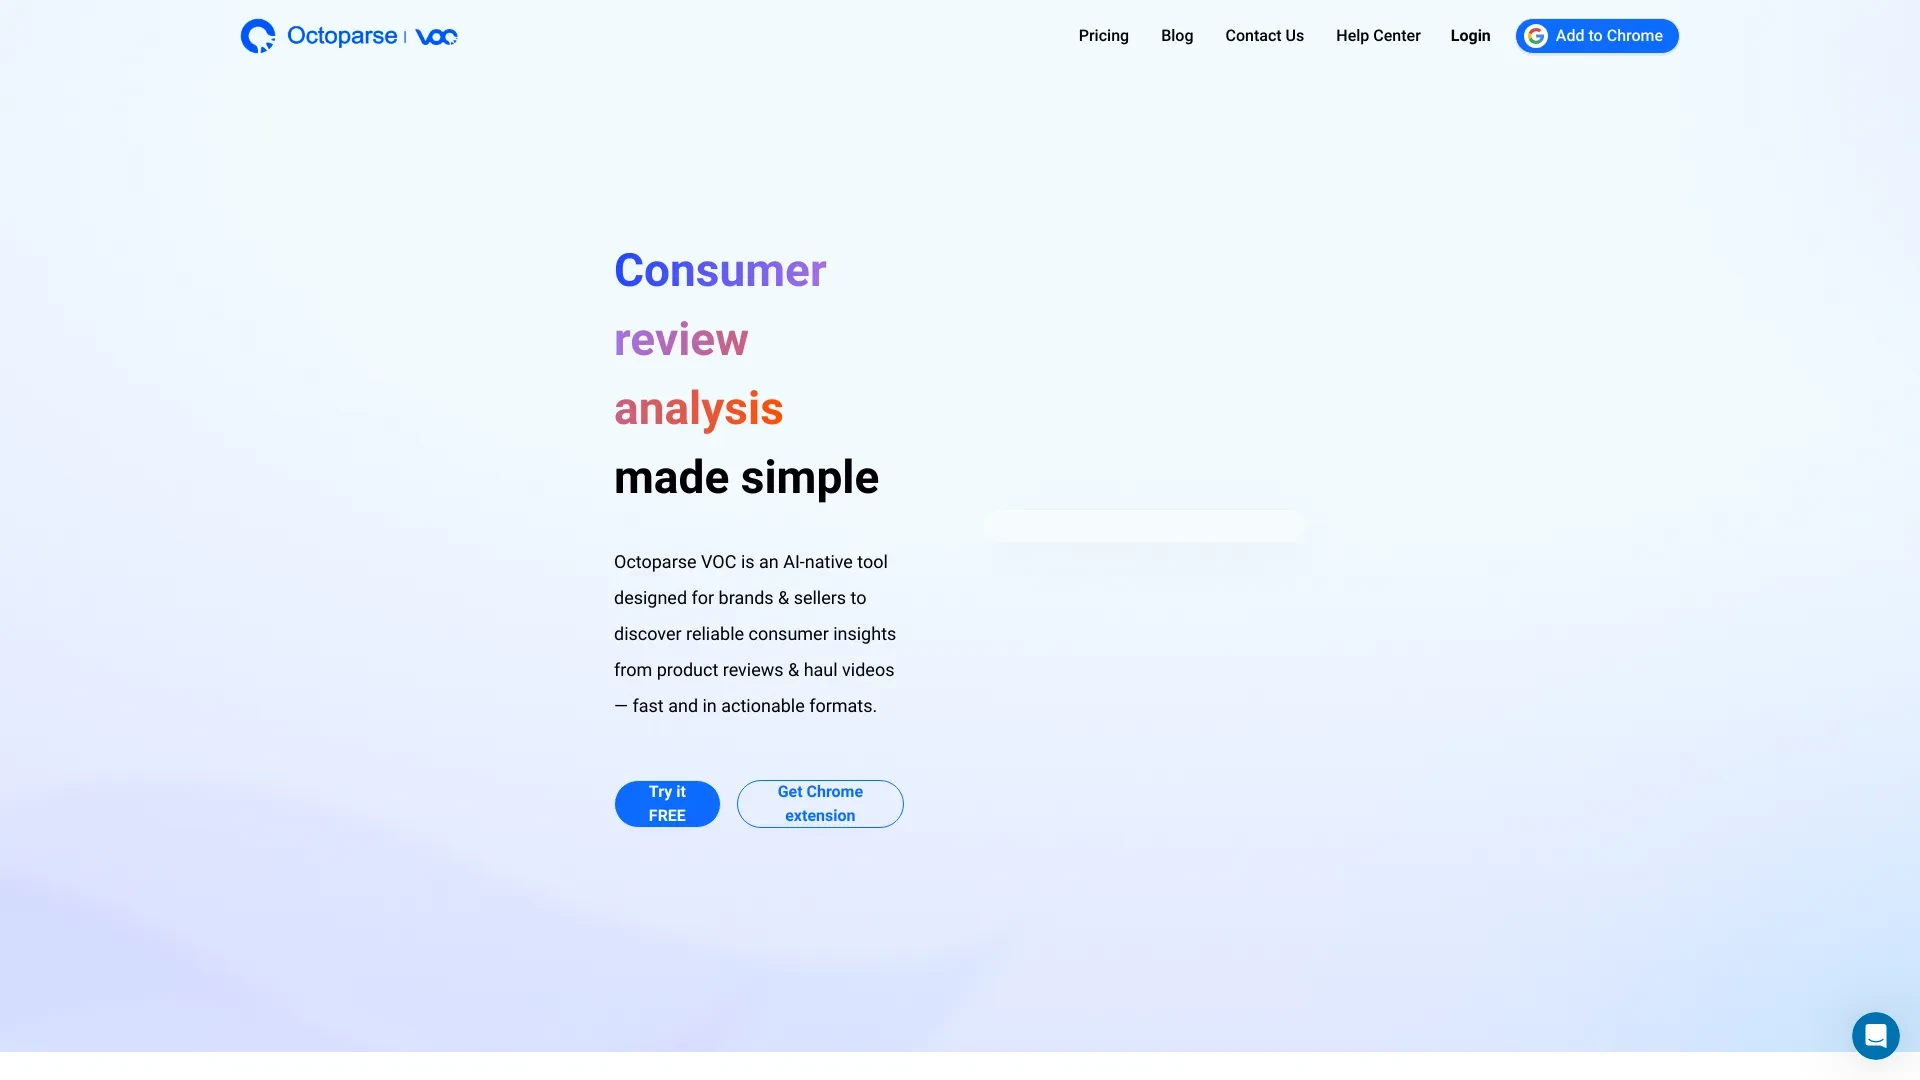 Octoparse | VOC
Pricing
Blog
Contact Us
Help Center
Login
Add to Chrome
Consumer
review
analysis
made simple
Octoparse VOC is an AI-native tool
designed for brands & sellers to
discover reliable consumer insights
from product reviews & haul videos
— fast and in actionable formats.
Try it
FREE
Get Chrome
extension